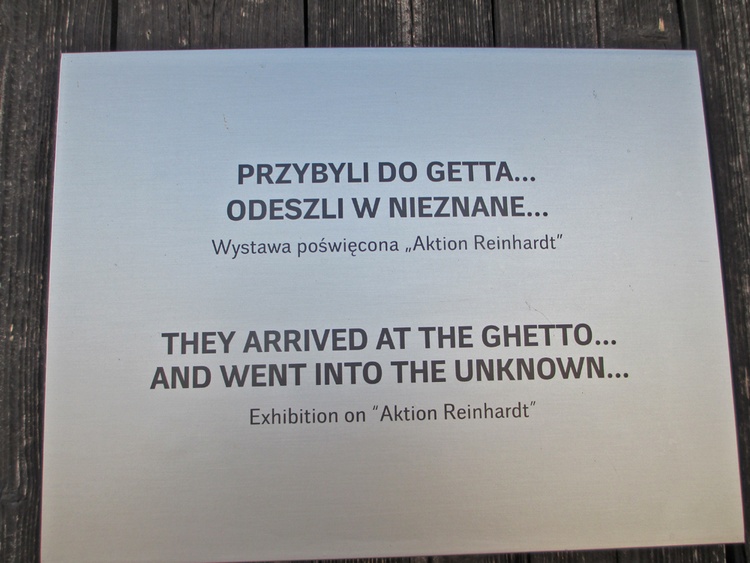 PRZYBYLI DO GETTA...
ODESZLI W NIEZNANE...
Wystawa poświęcona „Aktion Reinhardt”
THEY ARRIVED AT THE GHETTO...
AND WENT INTO THE UNKNOWN...
Exhibition on “Aktion Reinhardt”